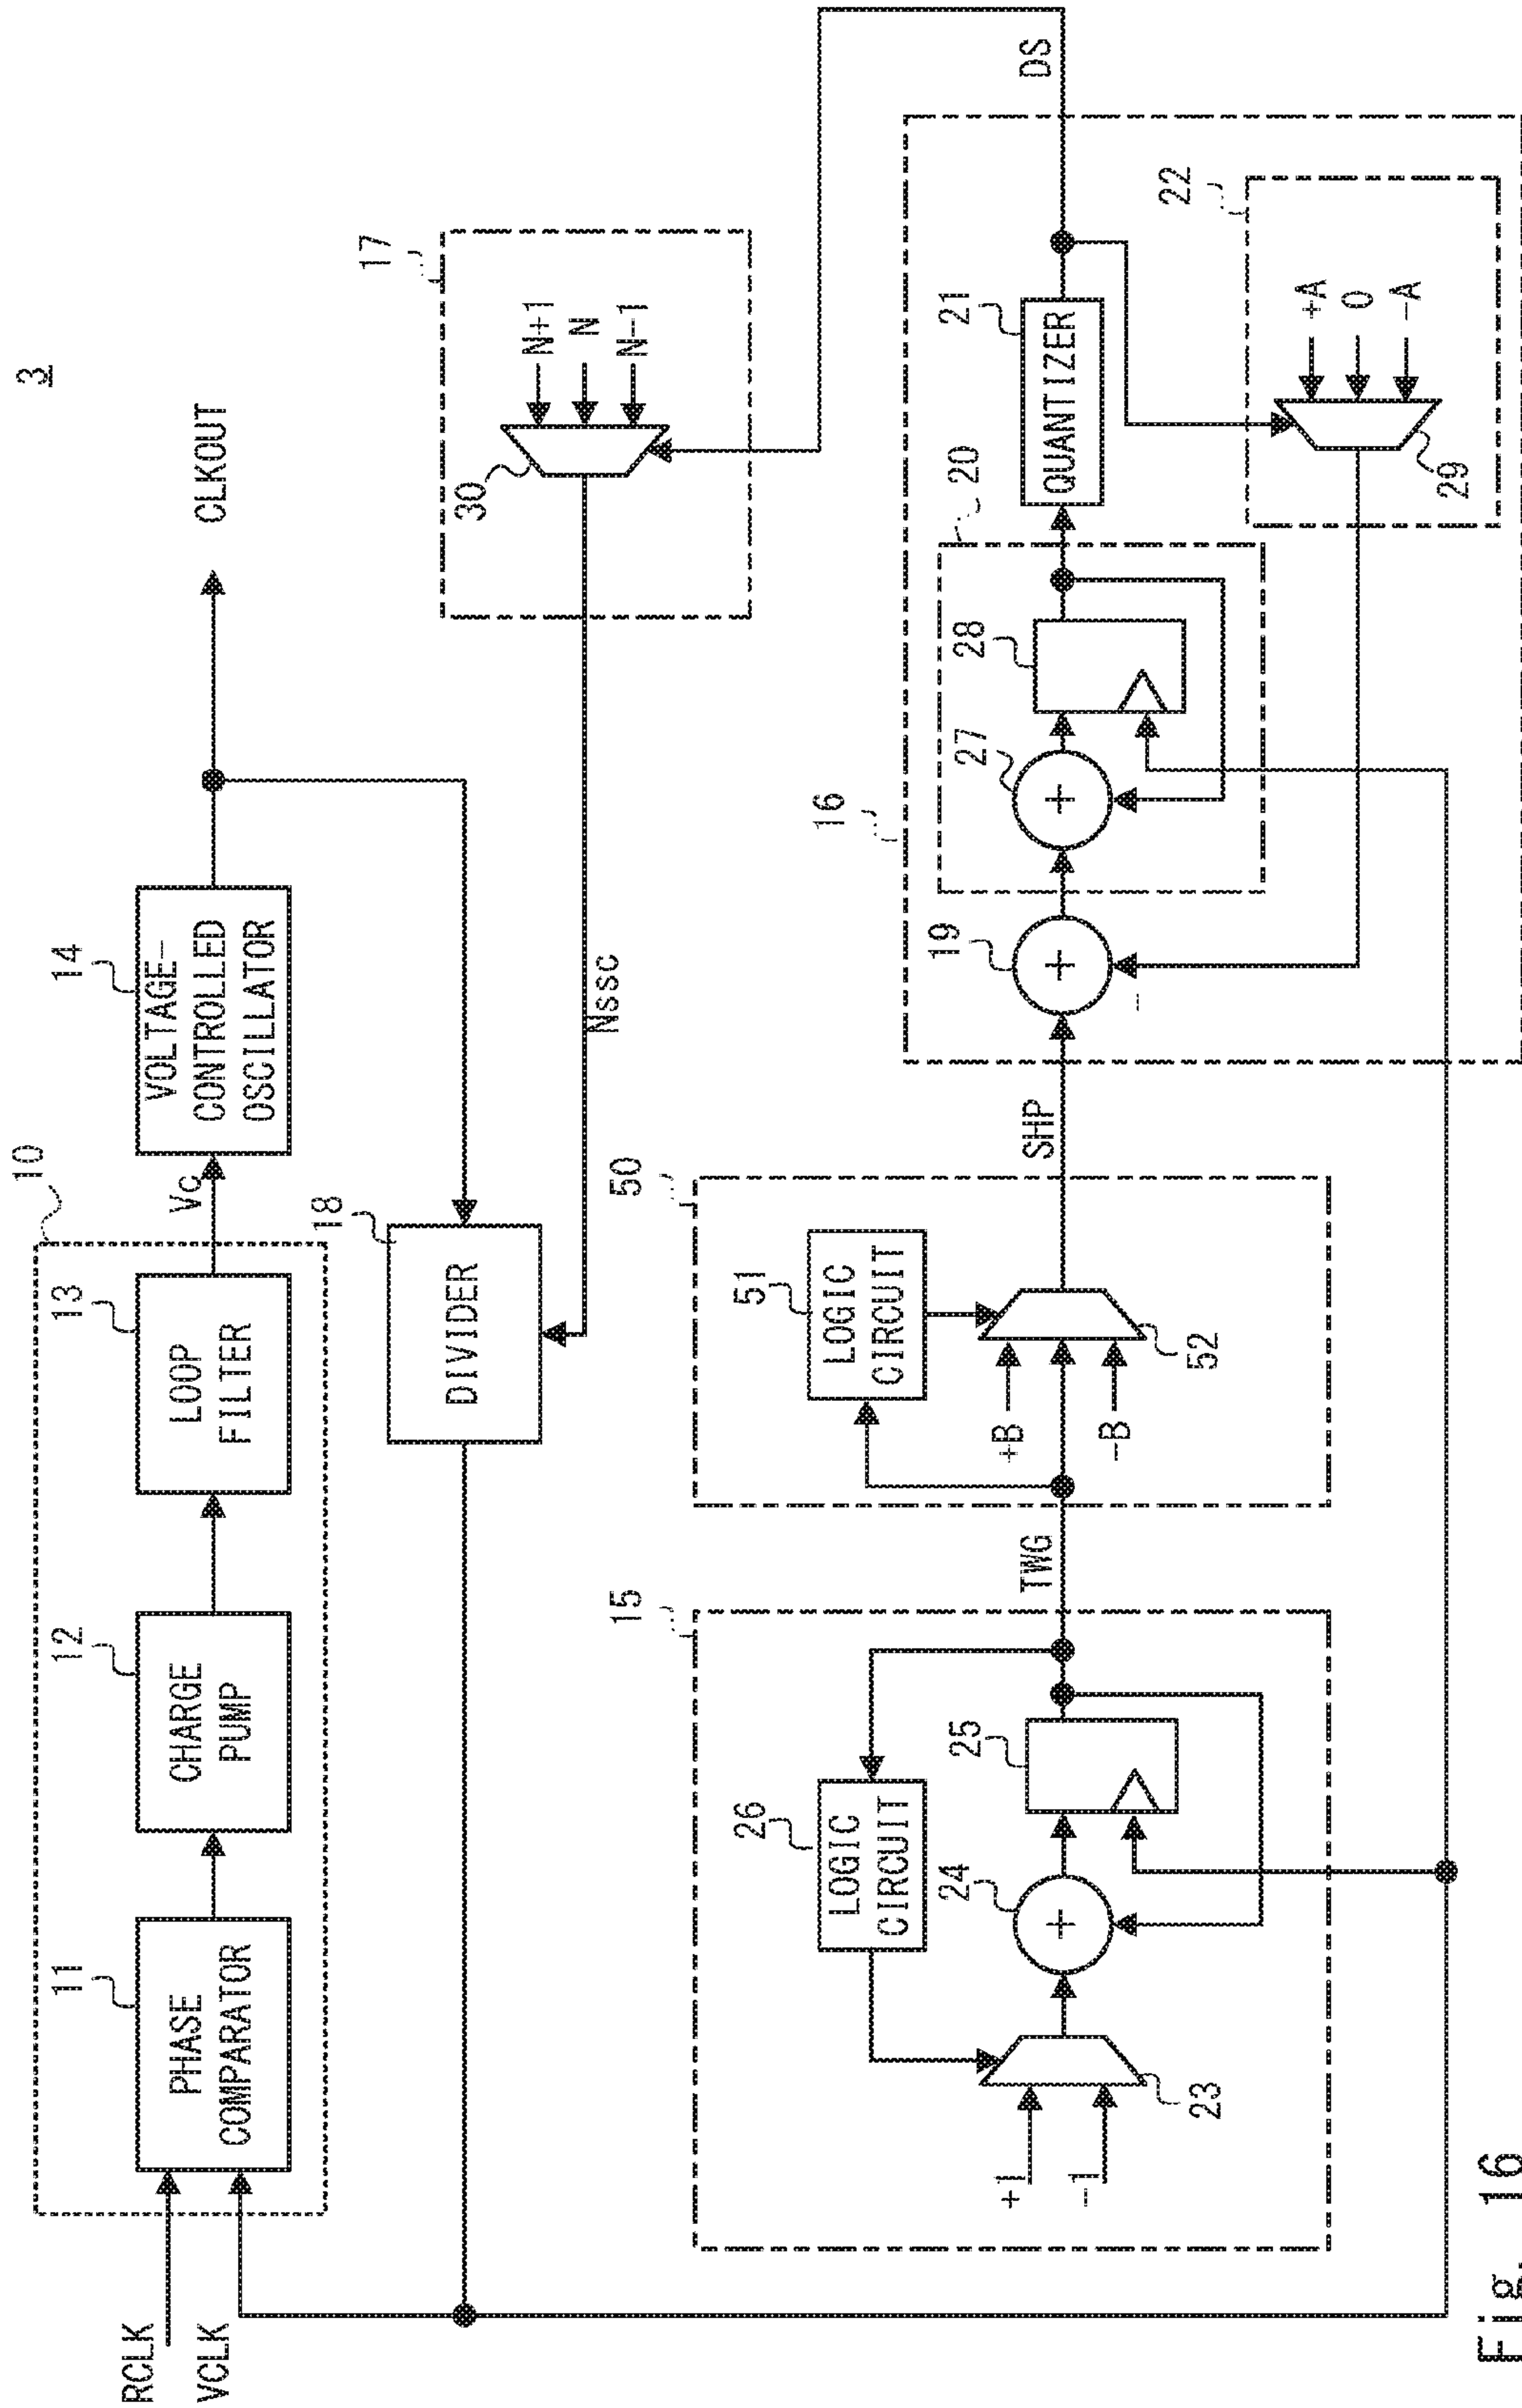 3
10
11
PHASE
COMPARATOR
12
CHARGE
PUMP
13
LOOP
FILTER
Vc
14
VOLTAGE-
CONTROLLED
OSCILLATOR
CLKOUT
RCLK
VCLK
18
DIVIDER
Nssc
17
30
N+1
N
N-1
15
26
LOGIC
CIRCUIT
+1
-1
23
24
+
25
TWG
50
51
LOGIC
CIRCUIT
+B
-B
52
SHP
16
19
+
-
20
27
+
28
21
QUANTIZER
DS
22
+A
0
-A
29
Fig. 16